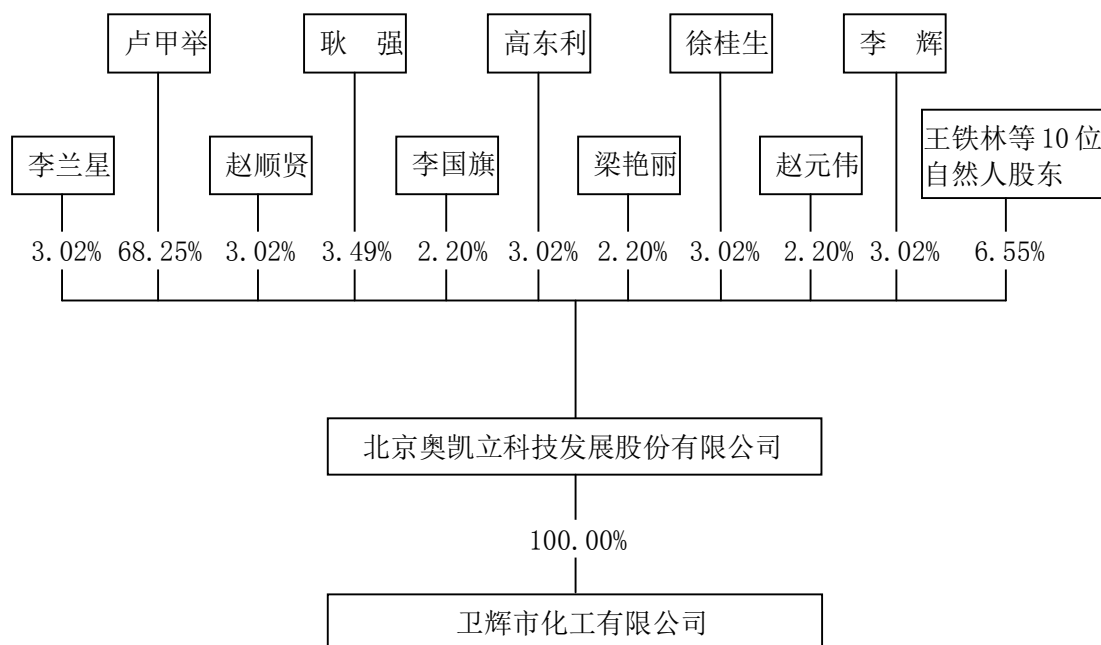 卢甲举
耿　强
高东利
徐桂生
李　辉
李兰星
赵顺贤
李国旗
梁艳丽
赵元伟
王铁林等 10 位
自然人股东
3.02%
68.25%
3.02%
3.49%
2.20%
3.02%
2.20%
3.02%
2.20%
3.02%
6.55%
北京奥凯立科技发展股份有限公司
100.00%
卫辉市化工有限公司